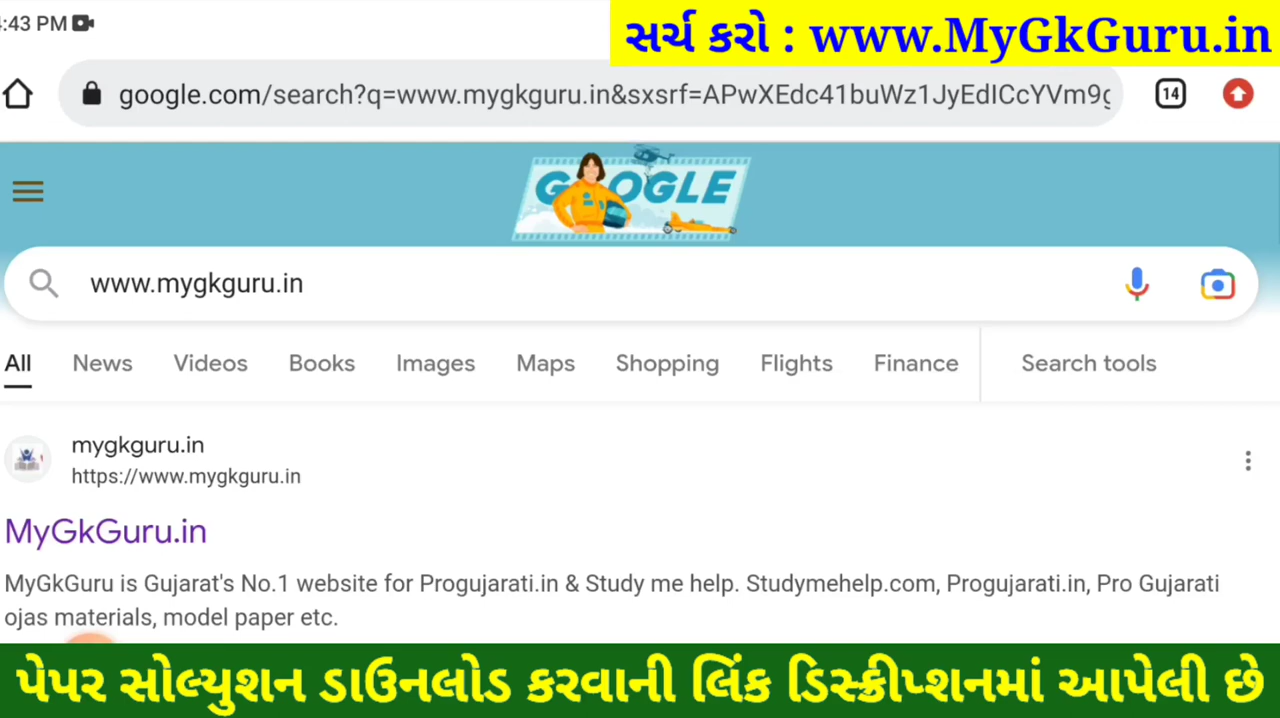 :43 PM
સર્ચ કરો : www.MyGkGuru.in
google.com/search?q=www.mygkguru.in&sxsrf=APwXEdc41buWz1JyEdICcYVm9g
14
GOOGLE
www.mygkguru.in
All News Videos Books Images Maps Shopping Flights Finance Search tools
mygkguru.in
https://www.mygkguru.in
MyGkGuru.in
MyGkGuru is Gujarat's No.1 website for Progujarati.in & Study me help. Studymehelp.com, Progujarati.in, Pro Gujarati
ojas materials, model paper etc.
પેપર સોલ્યુશન ડાઉનલોડ કરવાની લિંક ડિસ્ક્રીપ્શનમાં આપેલી છે